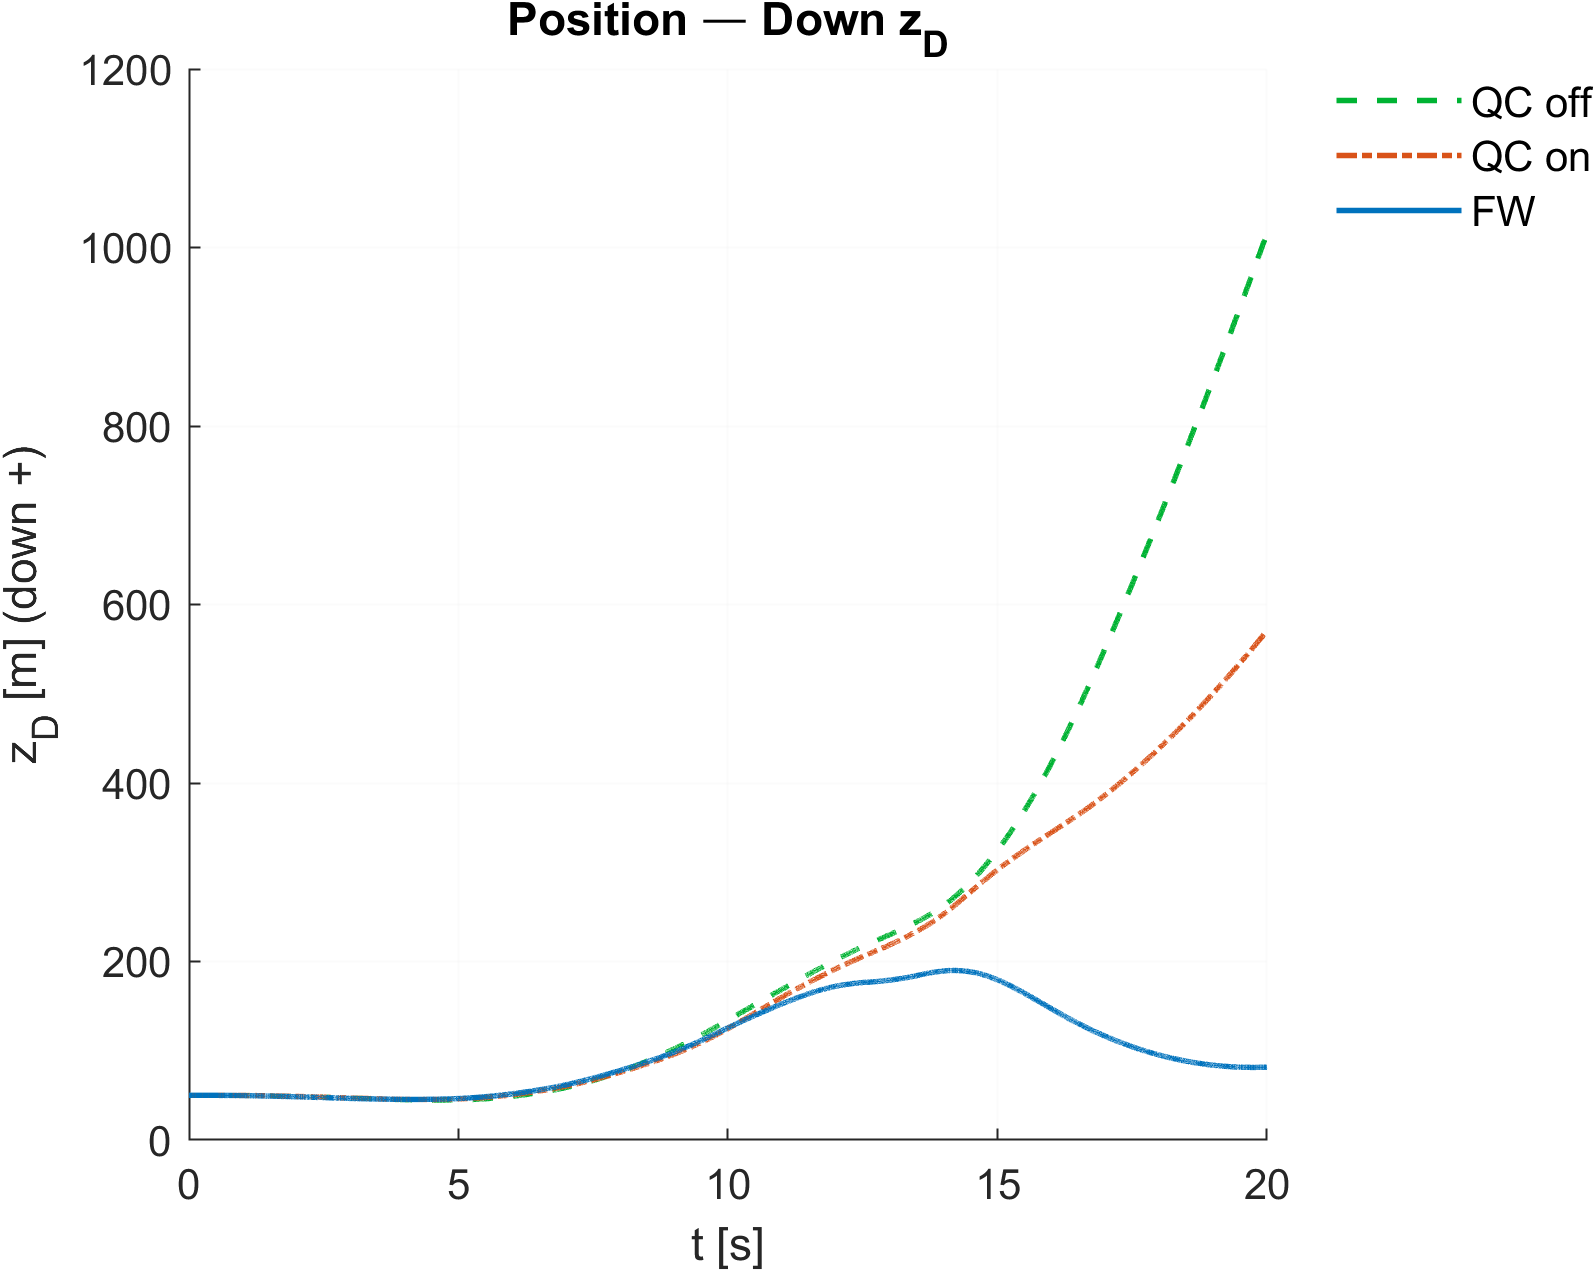 Position — Down z_D
1200
1000
800
600
400
200
0
z_D [m] (down +)
0 5 10 15 20
t [s]
QC off
QC on
FW